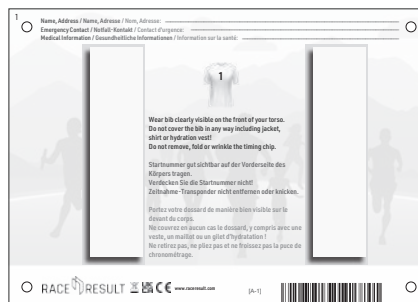 1
Name, Address / Name, Adresse / Nom, Adresse:
Emergency Contact / Notfall-Kontakt / Contact d'urgence:
Medical Information / Gesundheitliche Informationen / Information sur la santé:
1
Wear bib clearly visible on the front of your torso.
Do not cover the bib in any way including jacket,
shirt or hydration vest!
Do not remove, fold or wrinkle the timing chip.
Startnummer gut sichtbar auf der Vorderseite des
Körpers tragen.
Verdecken Sie die Startnummer nicht!
Zeitnahme-Transponder nicht entfernen oder knicken.
Portez votre dossard de manière bien visible sur le
devant du corps.
Ne couvrez en aucun cas le dossard, y compris avec une
veste, un maillot ou un gilet d'hydratation !
Ne retirez pas, ne pliez pas et ne froissez pas la puce de
chronométrage.
RACE RESULT UK CA CE www.raceresult.com [A-1]